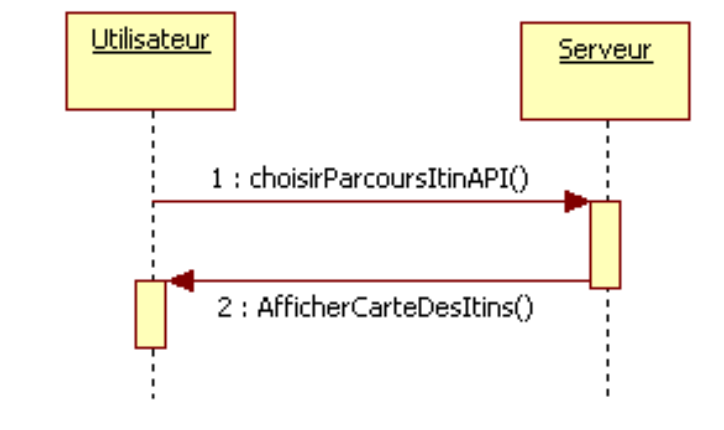 Utilisateur
Serveur
1 : choisirParcoursItinAPI()
2 : AfficherCarteDesItins()